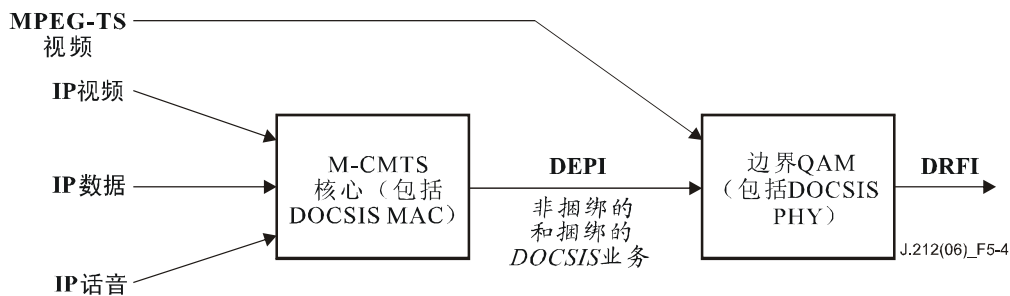 MPEG-TS
视频
IP视频
IP数据
IP话音
M-CMTS
核心（包括
DOCSIS MAC）
DEPI
非捆绑的
和捆绑的
DOCSIS业务
边界QAM
（包括DOCSIS
PHY）
DRFI
J.212(06)_F5-4